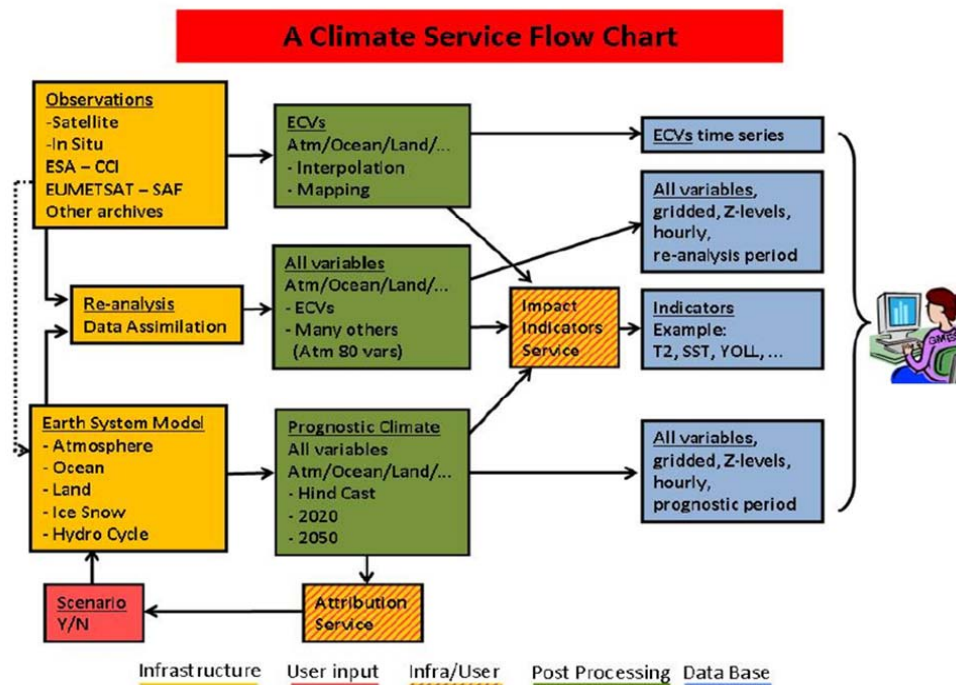 A Climate Service Flow Chart
Observations
-Satellite
-In Situ
ESA – CCI
EUMETSAT – SAF
Other archives
ECVs
Atm/Ocean/Land/...
- Interpolation
- Mapping
ECVs time series
All variables,
gridded, Z-levels,
hourly,
re-analysis period
Re-analysis
Data Assimilation
All variables
Atm/Ocean/Land/...
- ECVs
- Many others
(Atm 80 vars)
Impact
Indicators
Service
Indicators
Example:
T2, SST, YOLL, ...
GMES
Earth System Model
- Atmosphere
- Ocean
- Land
- Ice Snow
- Hydro Cycle
Prognostic Climate
All variables
Atm/Ocean/Land/...
- Hind Cast
- 2020
- 2050
All variables,
gridded, Z-levels,
hourly,
prognostic period
Scenario
Y/N
Attribution
Service
Infrastructure
User input
Infra/User
Post Processing
Data Base